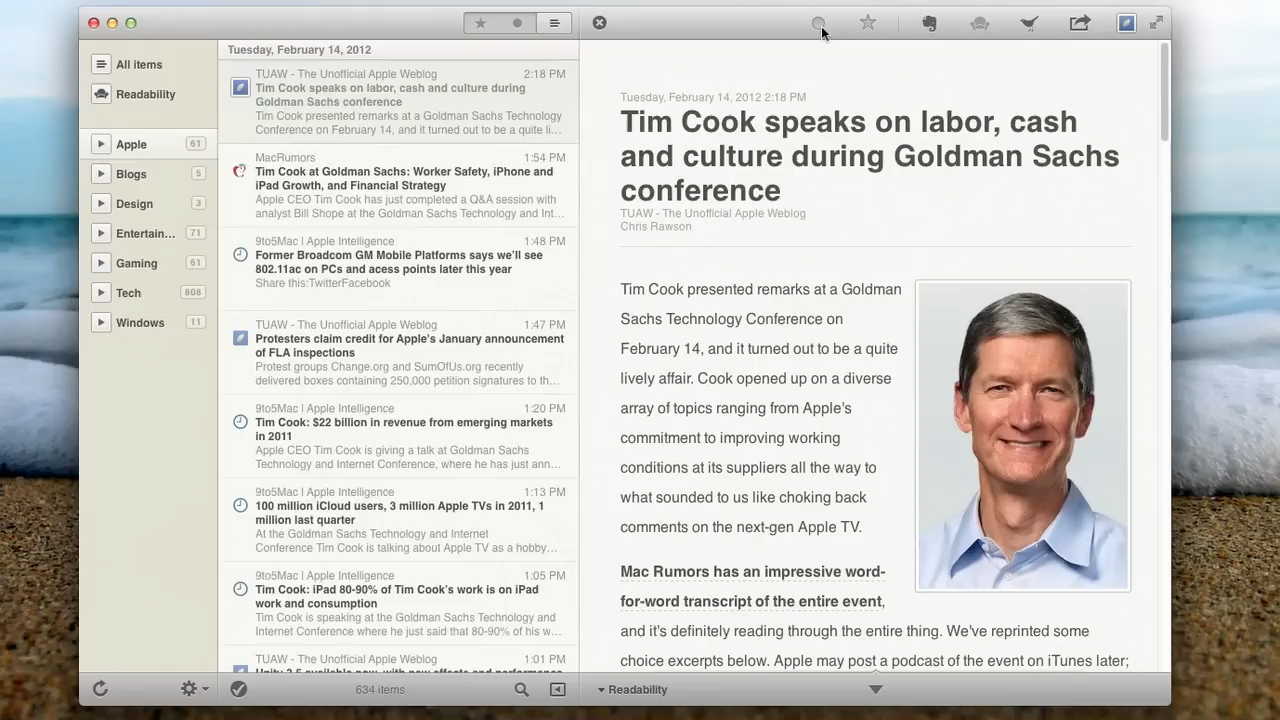 All items
Readability
Apple 61
Blogs 5
Design 3
Entertain... 71
Gaming 61
Tech 808
Windows 11
Tuesday, February 14, 2012
TUAW - The Unofficial Apple Weblog 2:18 PM
Tim Cook speaks on labor, cash and culture during
Goldman Sachs conference
Tim Cook presented remarks at a Goldman Sachs Technology
Conference on February 14, and it turned out to be a quite li...
MacRumors 1:54 PM
Tim Cook at Goldman Sachs: Worker Safety, iPhone and
iPad Growth, and Financial Strategy
Apple CEO Tim Cook has just completed a Q&A session with
analyst Bill Shope at the Goldman Sachs Technology and Int...
9to5Mac | Apple Intelligence 1:48 PM
Former Broadcom GM Mobile Platforms says we'll see
802.11ac on PCs and acess points later this year
Share this:TwitterFacebook
TUAW - The Unofficial Apple Weblog 1:47 PM
Protesters claim credit for Apple's January announcement
of FLA inspections
Protest groups Change.org and SumOfUs.org recently
delivered boxes containing 250,000 petition signatures to th...
9to5Mac | Apple Intelligence 1:20 PM
Tim Cook: $22 billion in revenue from emerging markets
in 2011
Apple CEO Tim Cook is giving a talk at Goldman Sachs
Technology and Internet Conference, where he has just ann...
9to5Mac | Apple Intelligence 1:13 PM
100 million iCloud users, 3 million Apple TVs in 2011, 1
million last quarter
At the Goldman Sachs Technology and Internet
Conference Tim Cook is talking about Apple TV as a hobby...
9to5Mac | Apple Intelligence 1:05 PM
Tim Cook: iPad 80-90% of Tim Cook's work is on iPad
work and consumption
Tim Cook is speaking at the Goldman Sachs Technology and
Internet Conference where he just said that 80-90% of his w...
TUAW - The Unofficial Apple Weblog 1:01 PM
Unity 3.5 available now, with new effects and performance
634 items
Tuesday, February 14, 2012 2:18 PM
Tim Cook speaks on labor, cash
and culture during Goldman Sachs
conference
TUAW - The Unofficial Apple Weblog
Chris Rawson
Tim Cook presented remarks at a Goldman
Sachs Technology Conference on
February 14, and it turned out to be a quite
lively affair. Cook opened up on a diverse
array of topics ranging from Apple's
commitment to improving working
conditions at its suppliers all the way to
what sounded to us like choking back
comments on the next-gen Apple TV.
Mac Rumors has an impressive word-
for-word transcript of the entire event,
and it's definitely reading through the entire thing. We've reprinted some
choice excerpts below. Apple may post a podcast of the event on iTunes later;
Readability